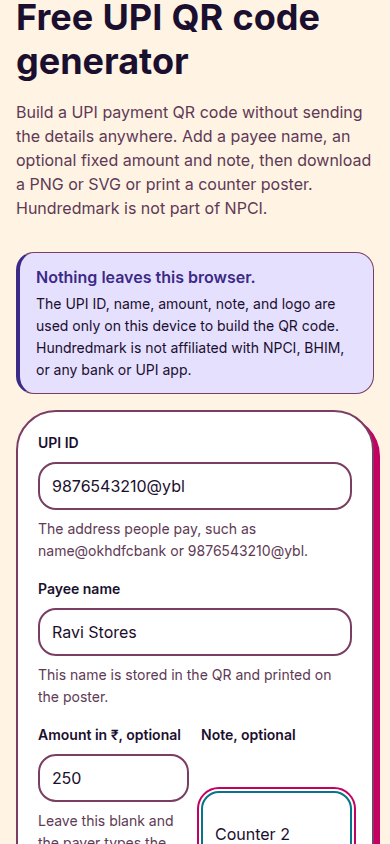 Free UPI QR code
generator
Build a UPI payment QR code without sending
the details anywhere. Add a payee name, an
optional fixed amount and note, then download
a PNG or SVG or print a counter poster.
Hundredmark is not part of NPCI.
Nothing leaves this browser.
The UPI ID, name, amount, note, and logo are
used only on this device to build the QR code.
Hundredmark is not affiliated with NPCI, BHIM,
or any bank or UPI app.
UPI ID
9876543210@ybl
The address people pay, such as
name@okhdfcbank or 9876543210@ybl.
Payee name
Ravi Stores
This name is stored in the QR and printed on
the poster.
Amount in ₹, optional
Note, optional
250
Counter 2
Leave this blank and
the payer types the